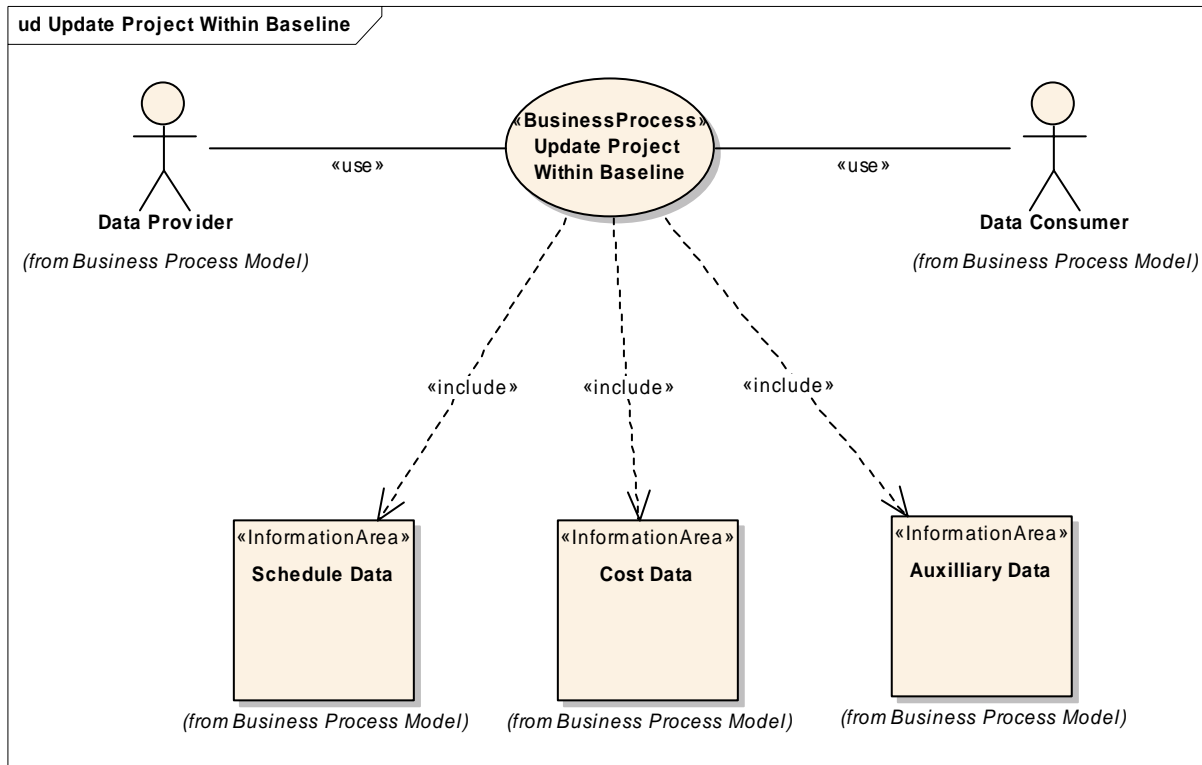 ud Update Project Within Baseline
«BusinessProcess»
Update Project
Within Baseline
«use»
«use»
Data Provider
Data Consumer
(from Business Process Model)
(from Business Process Model)
«include»
«include»
«include»
«InformationArea»
Schedule Data
«InformationArea»
Cost Data
«InformationArea»
Auxilliary Data
(from Business Process Model)
(from Business Process Model)
(from Business Process Model)